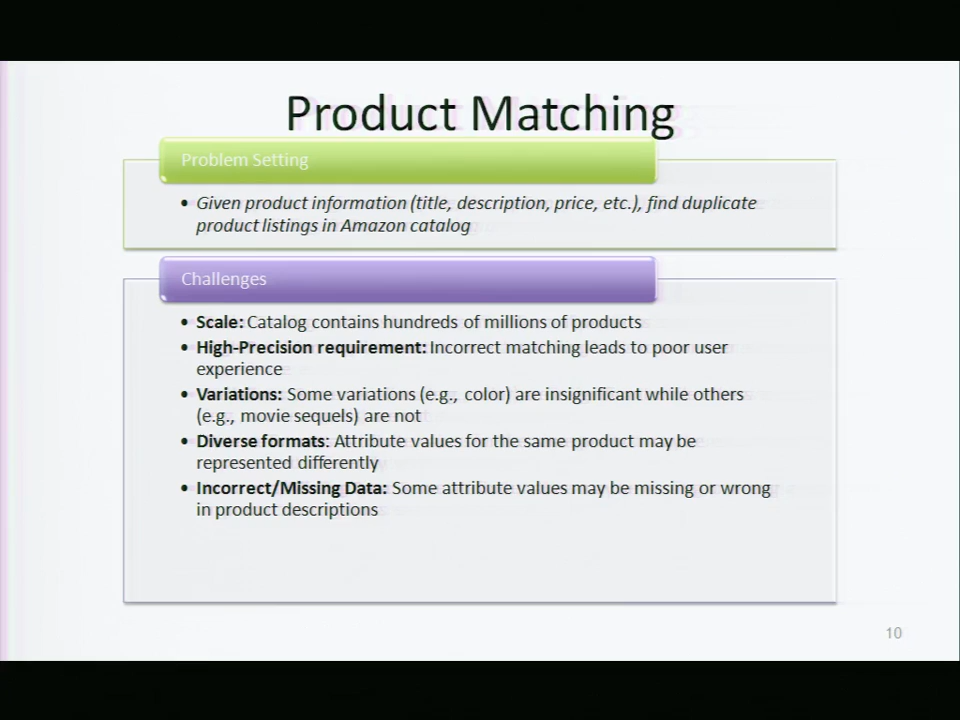 Product Matching
Problem Setting
• Given product information (title, description, price, etc.), find duplicate
product listings in Amazon catalog
Challenges
• Scale: Catalog contains hundreds of millions of products
• High-Precision requirement: Incorrect matching leads to poor user
experience
• Variations: Some variations (e.g., color) are insignificant while others
(e.g., movie sequels) are not
• Diverse formats: Attribute values for the same product may be
represented differently
• Incorrect/Missing Data: Some attribute values may be missing or wrong
in product descriptions
10